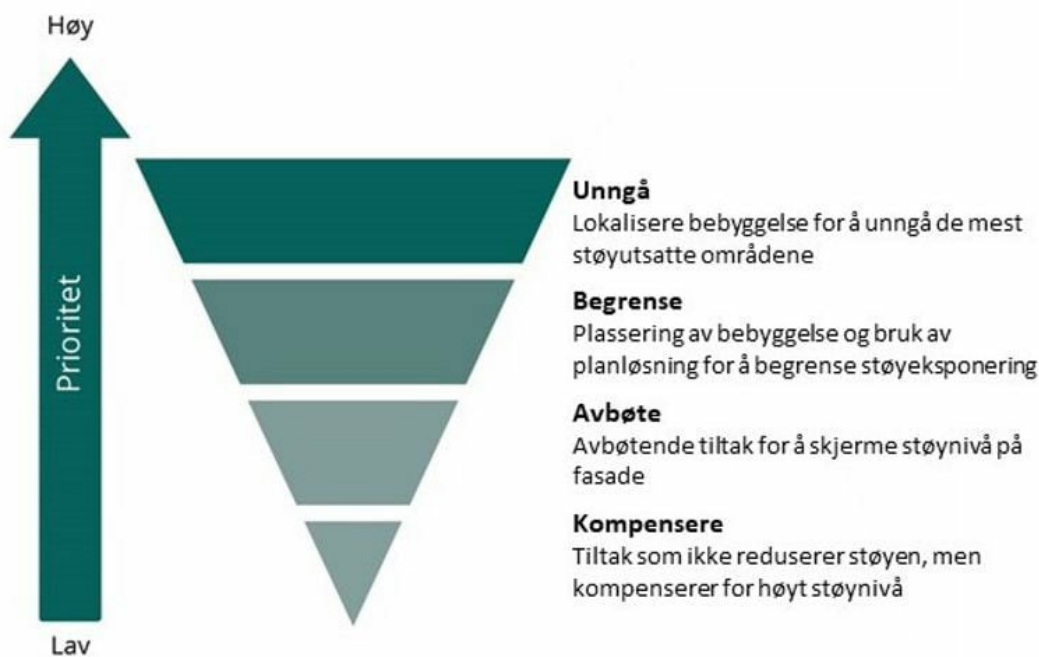 Høy
Prioritet
Lav
Unngå
Lokalisere bebyggelse for å unngå de mest
støyutsatte områdene
Begrense
Plassering av bebyggelse og bruk av
planløsning for å begrense støyeksponering
Avbøte
Avbøtende tiltak for å skjerme støynivå på
fasade
Kompensere
Tiltak som ikke reduserer støyen, men
kompenserer for høyt støynivå